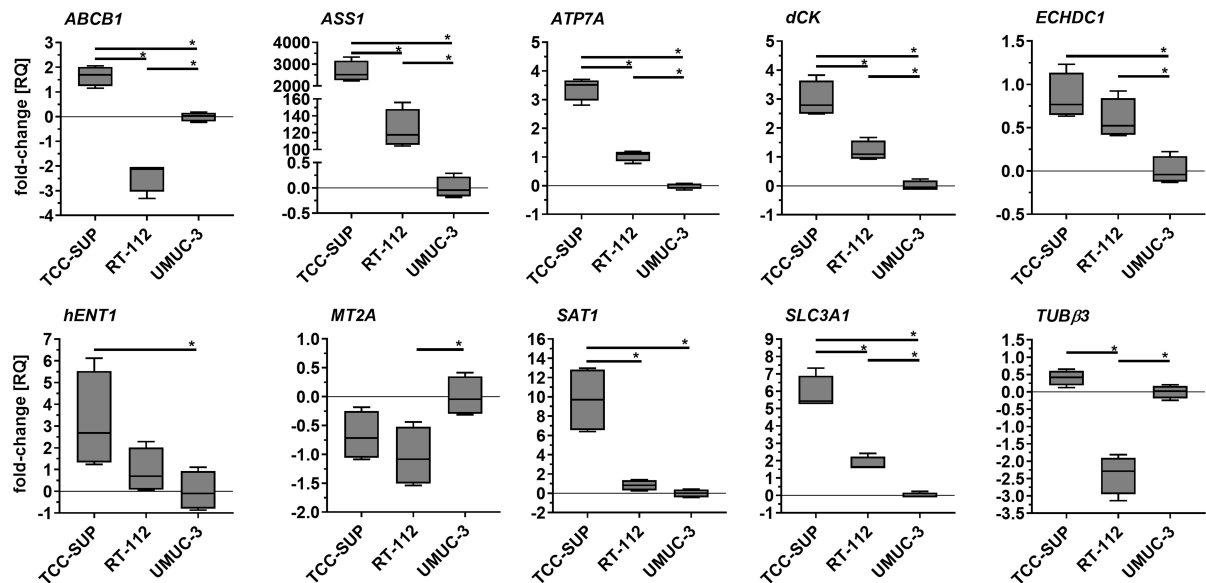 ABCB1
fold-change [RQ]
4
3
2
1
0
-1
-2
-3
-4
*
*
*
TCC-SUP
RT-112
UMUC-3
ASS1
4000
3000
2000
160
140
120
100
0.5
0.0
-0.5
*
*
*
TCC-SUP
RT-112
UMUC-3
ATP7A
5
4
3
2
1
0
-1
*
*
*
TCC-SUP
RT-112
UMUC-3
dCK
5
4
3
2
1
0
-1
*
*
*
TCC-SUP
RT-112
UMUC-3
ECHDC1
1.5
1.0
0.5
0.0
-0.5
*
*
TCC-SUP
RT-112
UMUC-3
hENT1
fold-change [RQ]
7
6
5
4
3
2
1
0
-1
*
TCC-SUP
RT-112
UMUC-3
MT2A
1.0
0.5
0.0
-0.5
-1.0
-1.5
-2.0
*
TCC-SUP
RT-112
UMUC-3
SAT1
16
14
12
10
8
6
4
2
0
-2
*
*
TCC-SUP
RT-112
UMUC-3
SLC3A1
9
8
7
6
5
4
3
2
1
0
-1
*
*
*
TCC-SUP
RT-112
UMUC-3
TUBβ3
1.5
1.0
0.5
0.0
-0.5
-1.0
-1.5
-2.0
-2.5
-3.0
-3.5
*
*
TCC-SUP
RT-112
UMUC-3